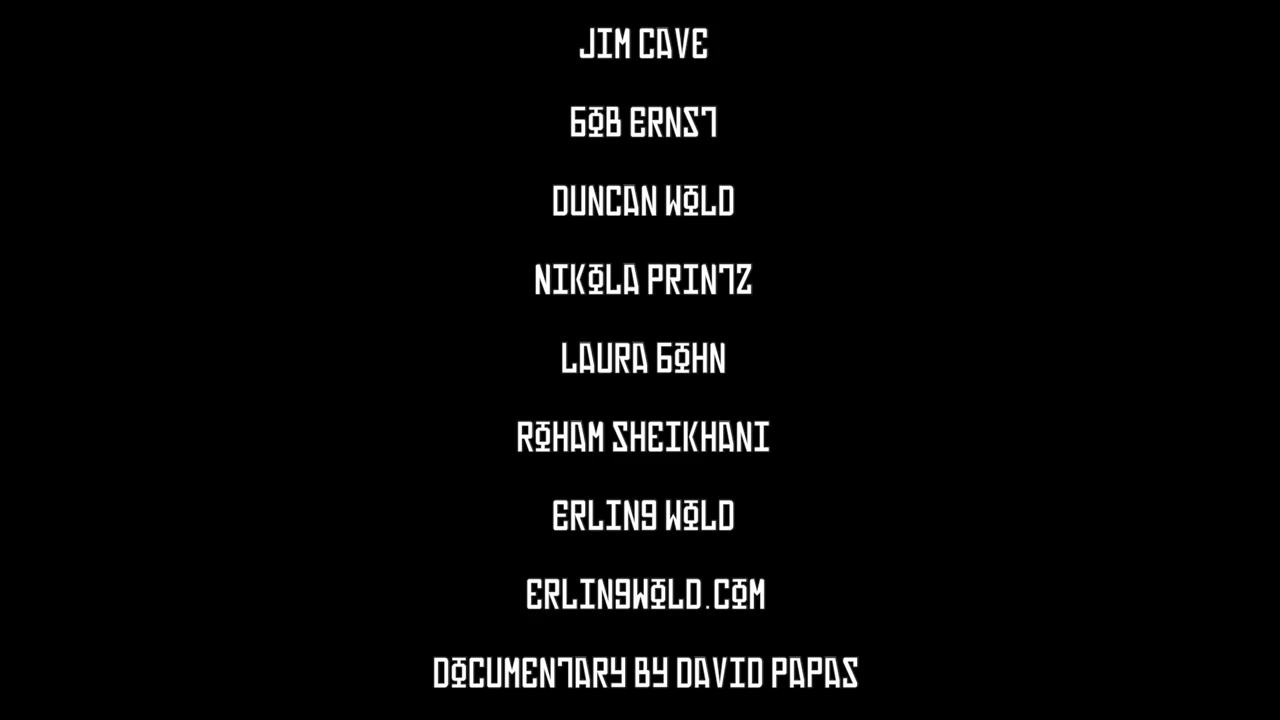 JIM CAVE
BOB ERNST
DUNCAN WOLD
NIKOLA PRINTZ
LAURA BOHN
ROHAM SHEIKHANI
ERLING WOLD
ERLINGWOLD.COM
DOCUMENTARY BY DAVID PAPAS